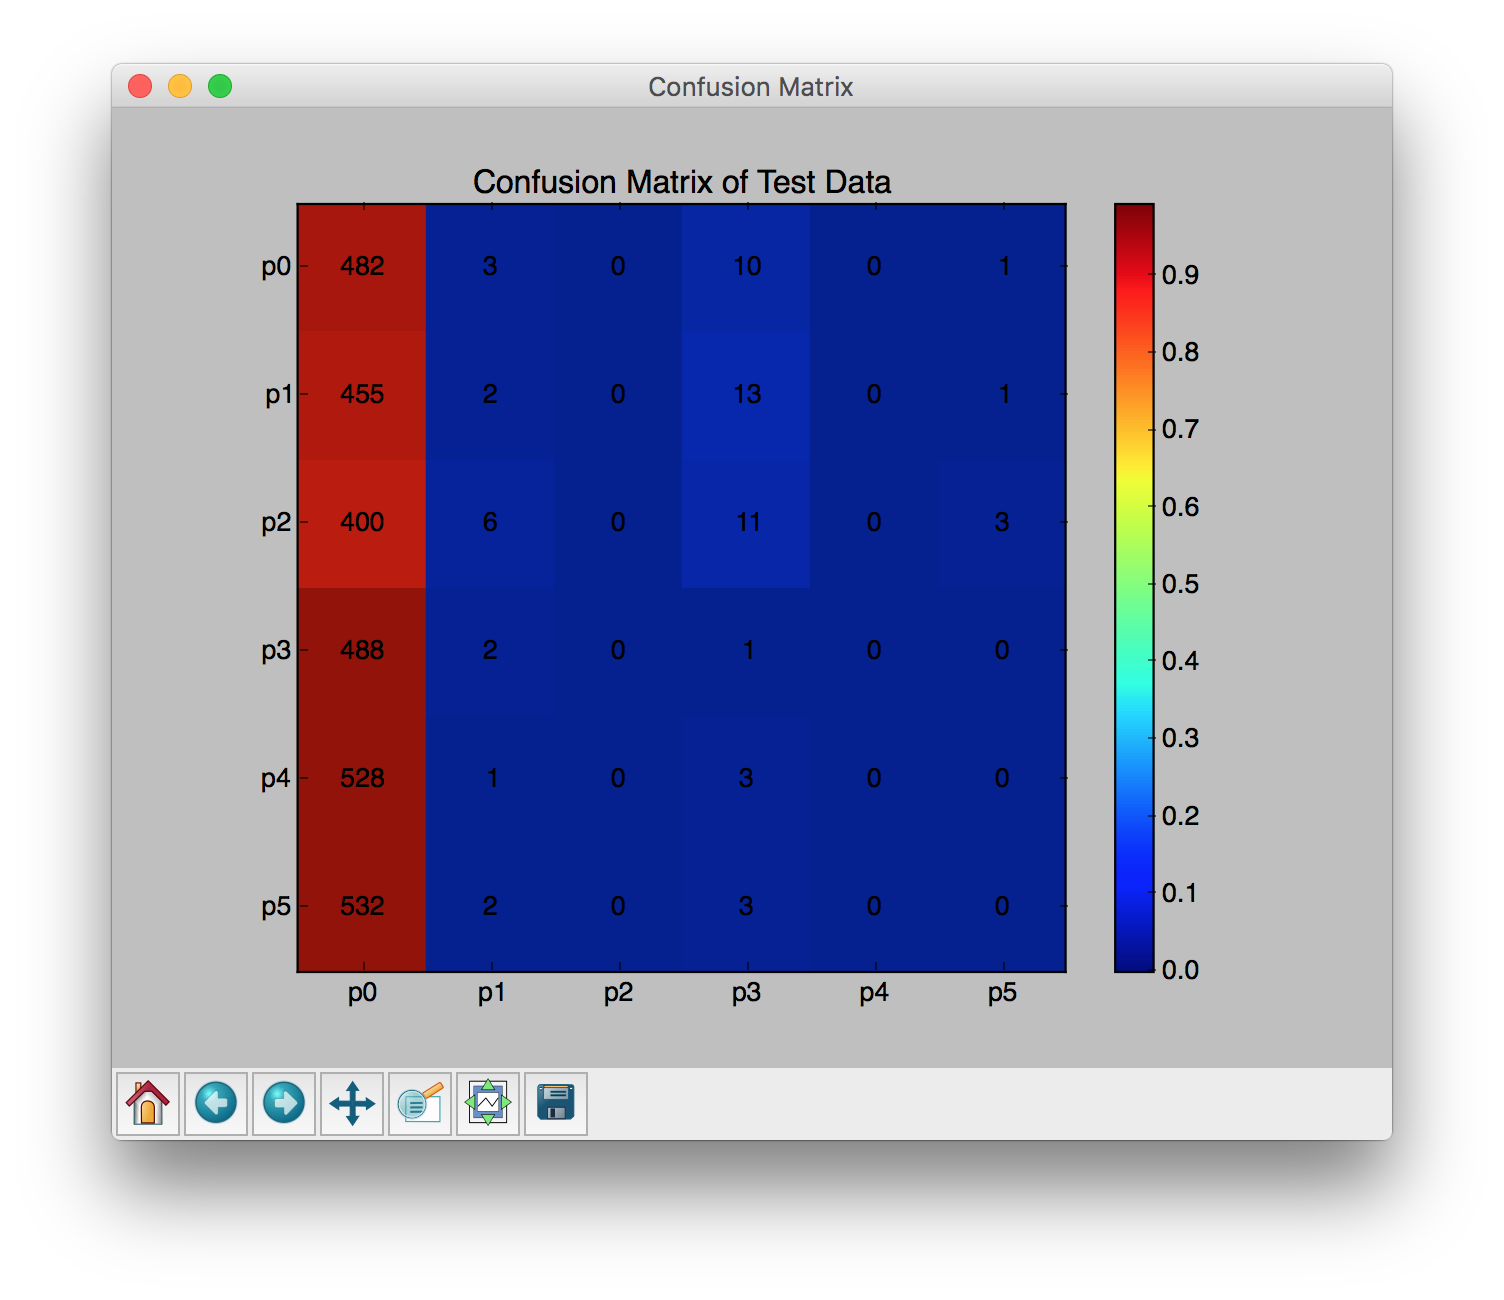 Confusion Matrix
Confusion Matrix of Test Data
p0 482 3 0 10 0 1
p1 455 2 0 13 0 1
p2 400 6 0 11 0 3
p3 488 2 0 1 0 0
p4 528 1 0 3 0 0
p5 532 2 0 3 0 0
p0 p1 p2 p3 p4 p5
0.9
0.8
0.7
0.6
0.5
0.4
0.3
0.2
0.1
0.0